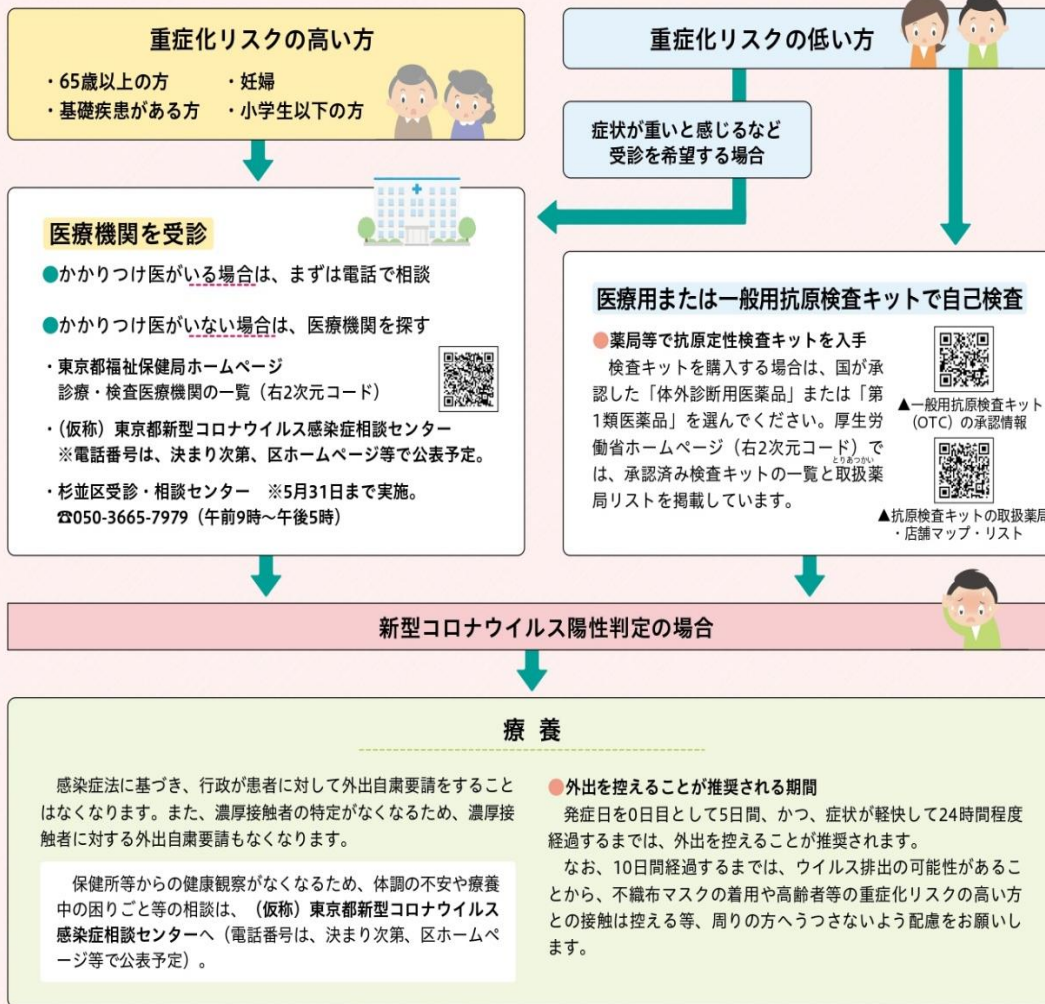 重症化リスクの高い方
・65歳以上の方 ・妊婦
・基礎疾患がある方 ・小学生以下の方
重症化リスクの低い方
症状が重いと感じるなど
受診を希望する場合
医療機関を受診
●かかりつけ医がいる場合は、まずは電話で相談
●かかりつけ医がいない場合は、医療機関を探す
・東京都福祉保健局ホームページ
診療・検査医療機関の一覧（右2次元コード）
・（仮称）東京都新型コロナウイルス感染症相談センター
※電話番号は、決まり次第、区ホームページ等で公表予定。
・杉並区受診・相談センター ※5月31日まで実施。
☎050-3665-7979（午前9時～午後5時）
医療用または一般用抗原検査キットで自己検査
●薬局等で抗原定性検査キットを入手
検査キットを購入する場合は、国が承
認した「体外診断用医薬品」または「第
1類医薬品」を選んでください。厚生労
働省ホームページ（右2次元コード）で
は、承認済み検査キットの一覧と取扱薬
とりあつかい
局リストを掲載しています。
▲一般用抗原検査キット
（OTC）の承認情報
▲抗原検査キットの取扱薬局
・店舗マップ・リスト
新型コロナウイルス陽性判定の場合
療養
感染症法に基づき、行政が患者に対して外出自粛要請をすること
はなくなります。また、濃厚接触者の特定がなくなるため、濃厚接
触者に対する外出自粛要請もなくなります。
保健所等からの健康観察がなくなるため、体調の不安や療養
中の困りごと等の相談は、（仮称）東京都新型コロナウイルス
感染症相談センターへ（電話番号は、決まり次第、区ホームペ
ージ等で公表予定）。
●外出を控えることが推奨される期間
発症日を0日目として5日間、かつ、症状が軽快して24時間程度
経過するまでは、外出を控えることが推奨されます。
なお、10日間経過するまでは、ウイルス排出の可能性があるこ
とから、不織布マスクの着用や高齢者等の重症化リスクの高い方
との接触は控える等、周りの方へうつさないよう配慮をお願いし
ます。